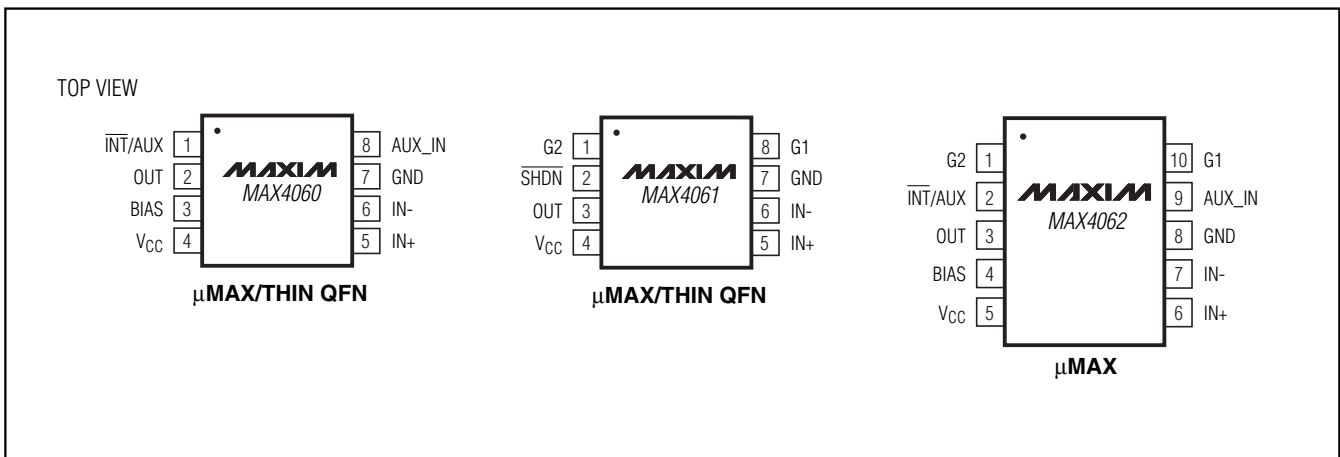 TOP VIEW
I̅N̅T̅/AUX 1
OUT 2
BIAS 3
VCC 4
MAXIM
MAX4060
8 AUX_IN
7 GND
6 IN-
5 IN+
µMAX/THIN QFN
G2 1
S̅H̅D̅N̅ 2
OUT 3
VCC 4
MAXIM
MAX4061
8 G1
7 GND
6 IN-
5 IN+
µMAX/THIN QFN
G2 1
I̅N̅T̅/AUX 2
OUT 3
BIAS 4
VCC 5
MAXIM
MAX4062
10 G1
9 AUX_IN
8 GND
7 IN-
6 IN+
µMAX